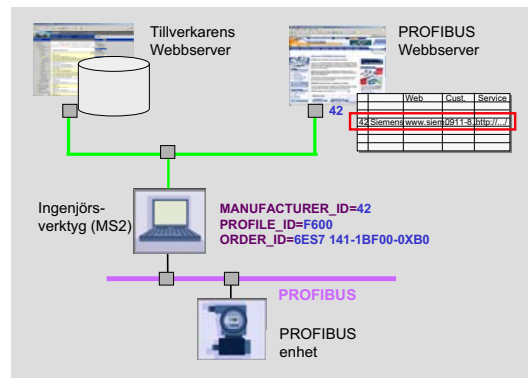 Tillverkarens
Webbserver
PROFIBUS
Webbserver
42
Web Cust. Service
42 Siemens www.siem 0911-8. http://.../
Ingenjörs-
verktyg (MS2)
MANUFACTURER_ID=42
PROFILE_ID=F600
ORDER_ID=6ES7 141-1BF00-0XB0
PROFIBUS
PROFIBUS
enhet